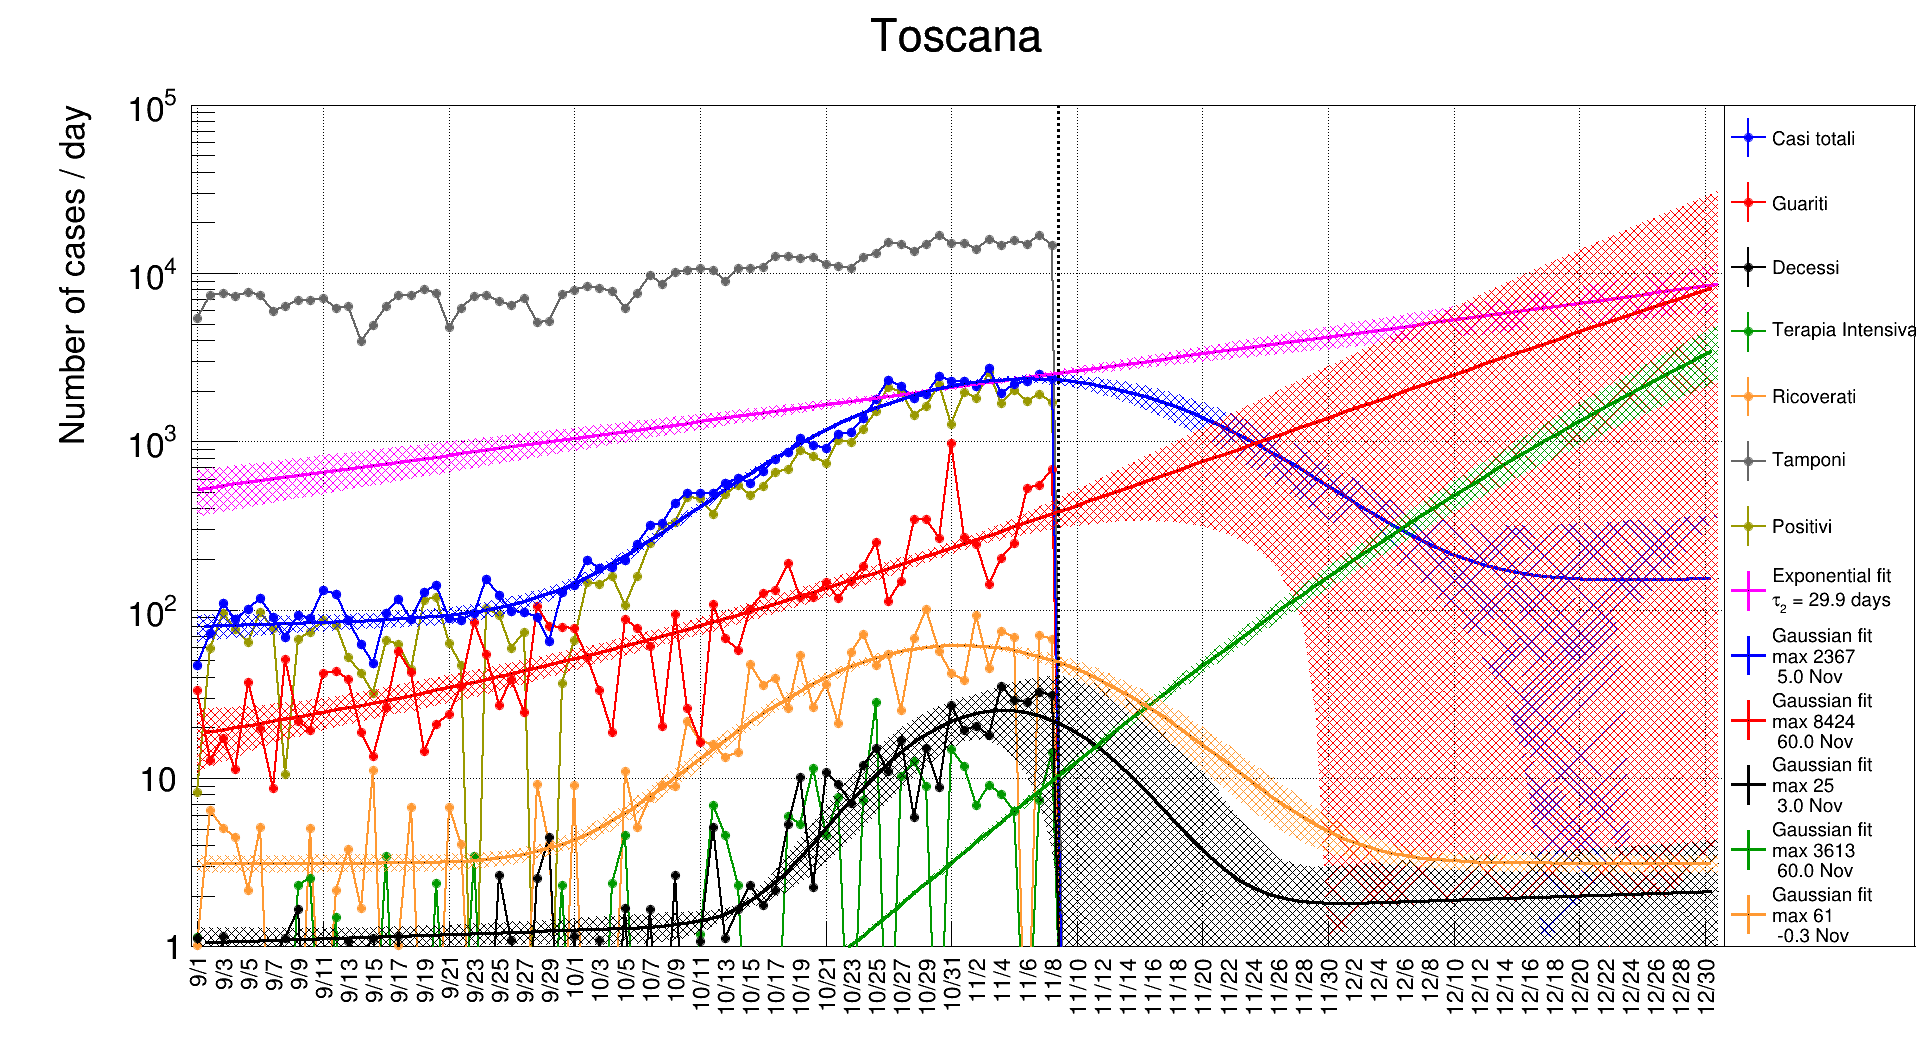 Toscana
Number of cases / day
10^5
10^4
10^3
10^2
10
1
9/1 9/3 9/5 9/7 9/9 9/11 9/13 9/15 9/17 9/19 9/21 9/23 9/25 9/27 9/29 10/1 10/3 10/5 10/7 10/9 10/11 10/13 10/15 10/17 10/19 10/21 10/23 10/25 10/27 10/29 10/31 11/2 11/4 11/6 11/8 11/10 11/12 11/14 11/16 11/18 11/20 11/22 11/24 11/26 11/28 11/30 12/2 12/4 12/6 12/8 12/10 12/12 12/14 12/16 12/18 12/20 12/22 12/24 12/26 12/28 12/30
Casi totali
Guariti
Decessi
Terapia Intensiva
Ricoverati
Tamponi
Positivi
Exponential fit
τ₂ = 29.9 days
Gaussian fit
max 2367
5.0 Nov
Gaussian fit
max 8424
60.0 Nov
Gaussian fit
max 25
3.0 Nov
Gaussian fit
max 3613
60.0 Nov
Gaussian fit
max 61
-0.3 Nov